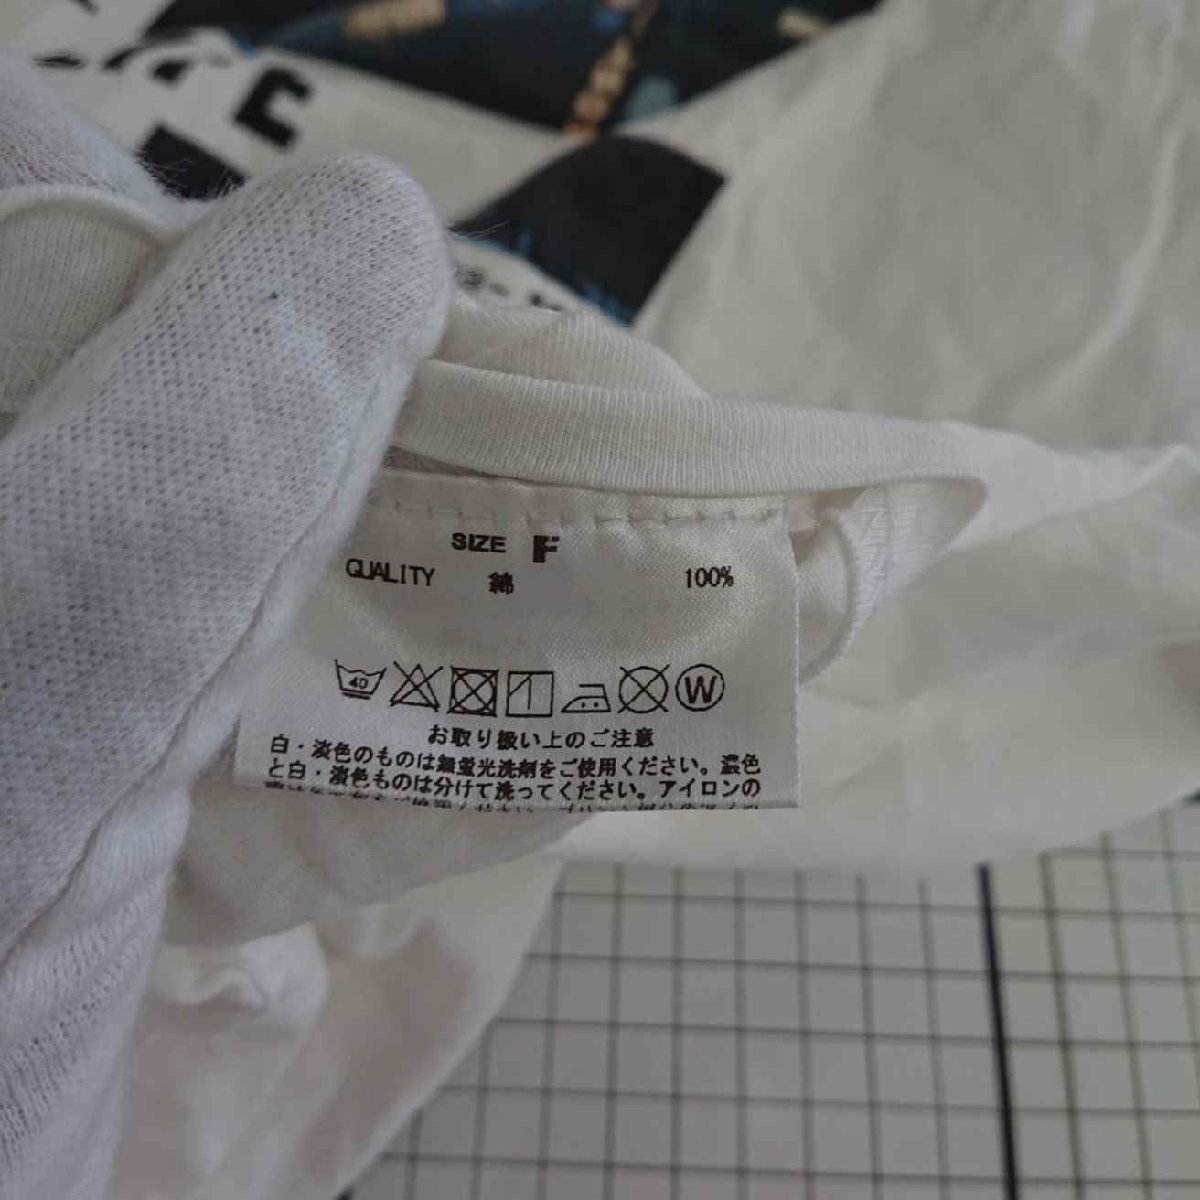 SIZE F
QUALITY 綿 100%
40
W
お取り扱い上のご注意
白・淡色のものは無蛍光洗剤をご使用ください。濃色
と白・淡色ものは分けて洗ってください。アイロンの